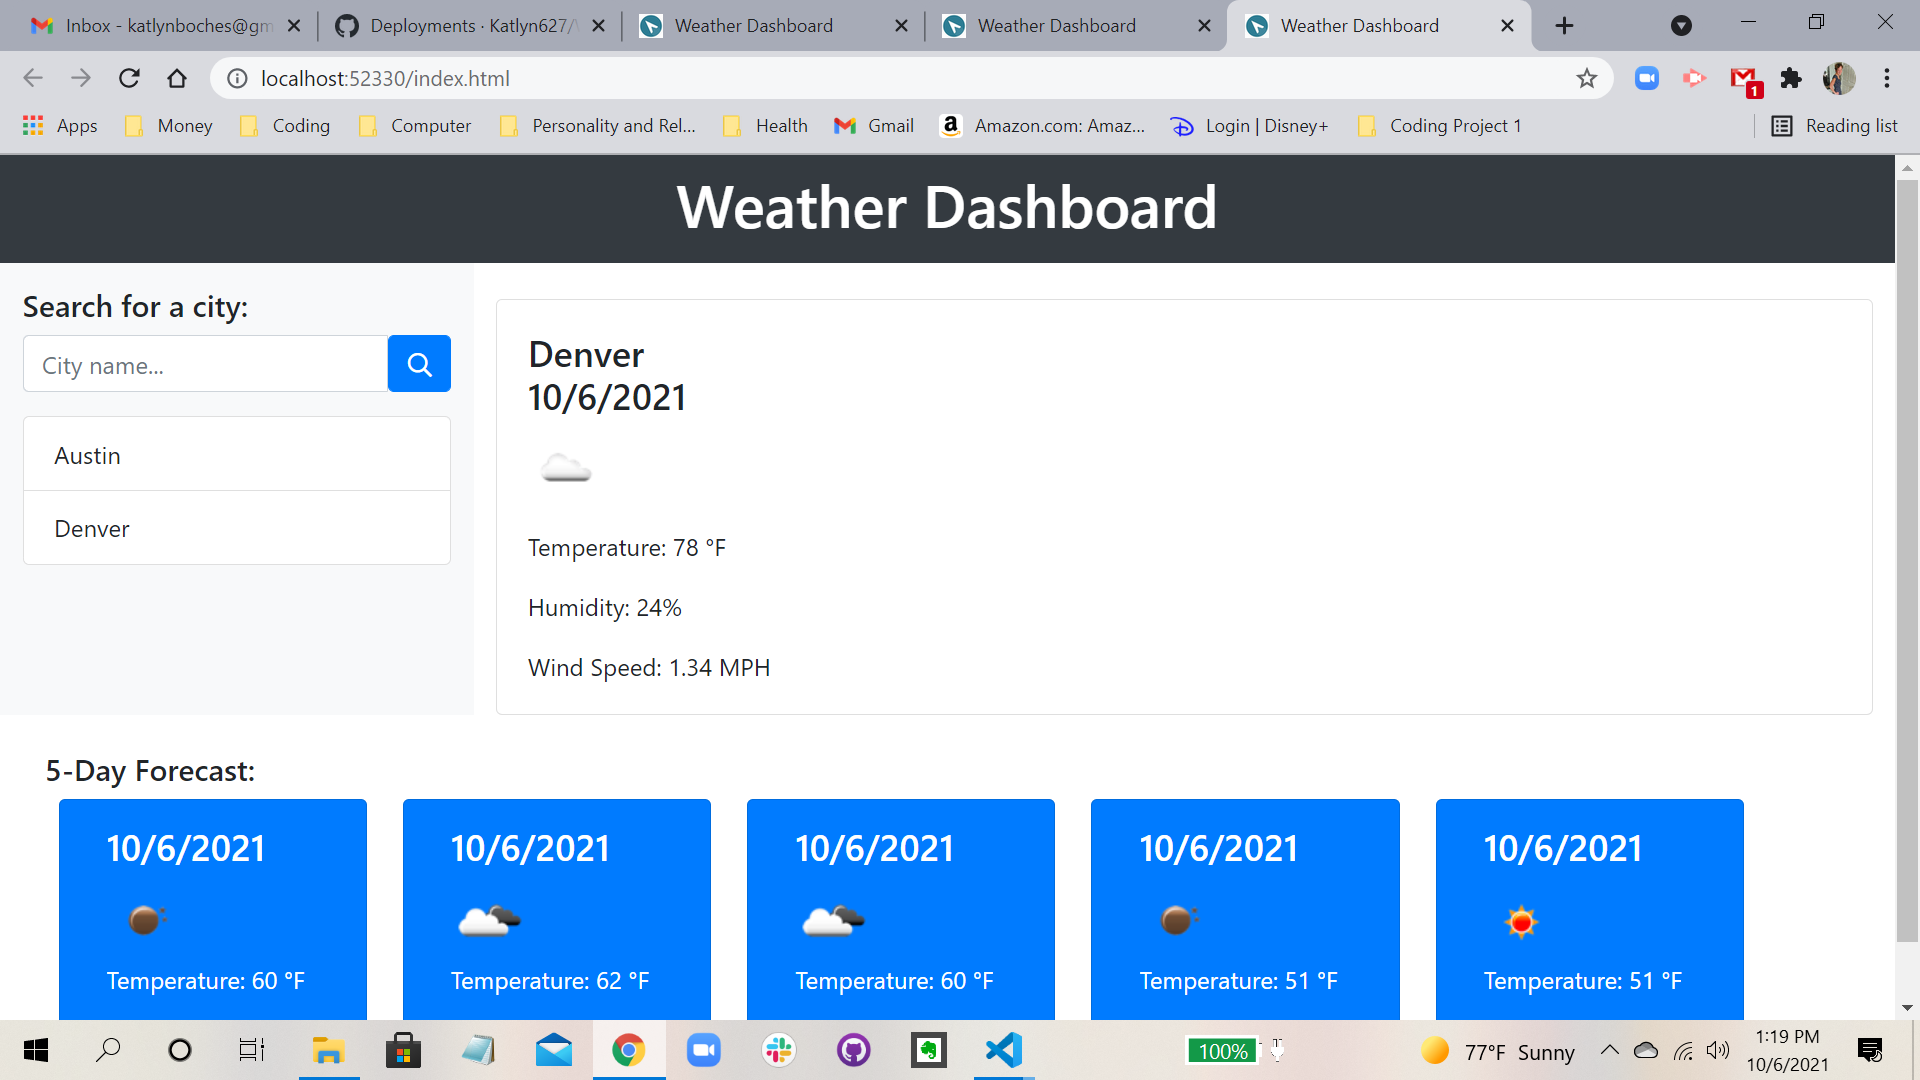 Inbox - katlynboches@gm
Deployments · Katlyn627/
Weather Dashboard
Weather Dashboard
Weather Dashboard
localhost:52330/index.html
1
Apps
Money
Coding
Computer
Personality and Rel...
Health
Gmail
Amazon.com: Amaz...
Login | Disney+
Coding Project 1
Reading list
Weather Dashboard
Search for a city:
City name...
Austin
Denver
Denver
10/6/2021
Temperature: 78 °F
Humidity: 24%
Wind Speed: 1.34 MPH
5-Day Forecast:
10/6/2021
Temperature: 60 °F
10/6/2021
Temperature: 62 °F
10/6/2021
Temperature: 60 °F
10/6/2021
Temperature: 51 °F
10/6/2021
Temperature: 51 °F
100%
77°F Sunny
1:19 PM
10/6/2021